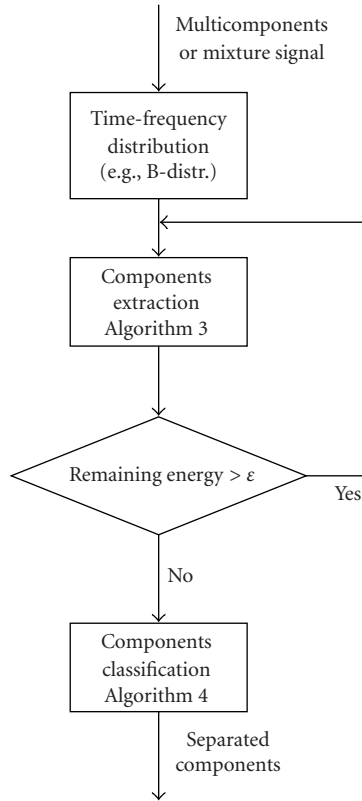 Multicomponents
or mixture signal
Time-frequency
distribution
(e.g., B-distr.)
Components
extraction
Algorithm 3
Remaining energy > ε
Yes
No
Components
classification
Algorithm 4
Separated
components